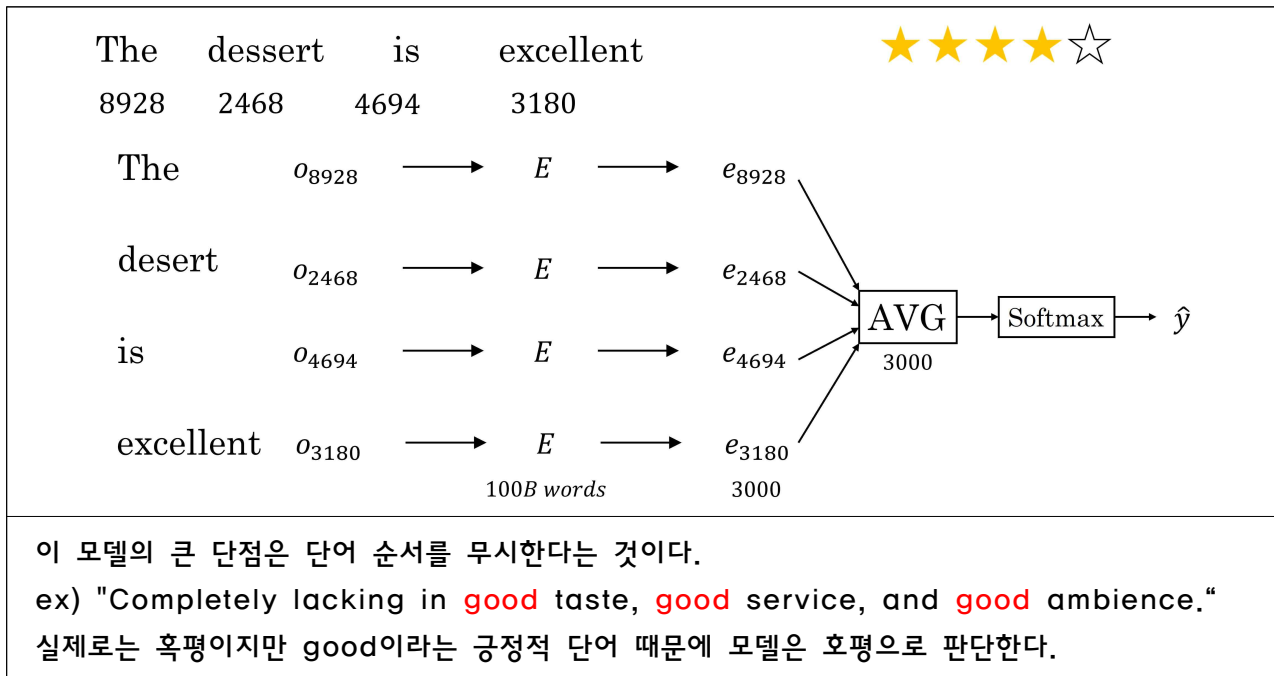 The dessert is excellent
8928 2468 4694 3180
The o8928 E e8928
desert o2468 E e2468
AVG Softmax ŷ
is o4694 E e4694
3000
excellent o3180 E e3180
100B words 3000
이 모델의 큰 단점은 단어 순서를 무시한다는 것이다.
ex) "Completely lacking in good taste, good service, and good ambience.“
실제로는 혹평이지만 good이라는 긍정적 단어 때문에 모델은 호평으로 판단한다.